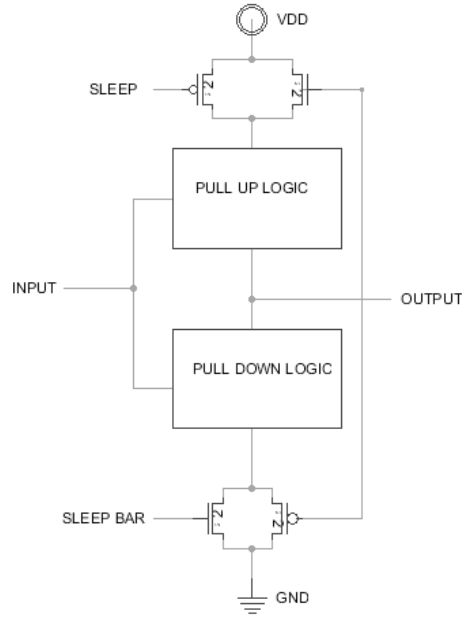 VDD
SLEEP
PULL UP LOGIC
INPUT
OUTPUT
PULL DOWN LOGIC
SLEEP BAR
GND